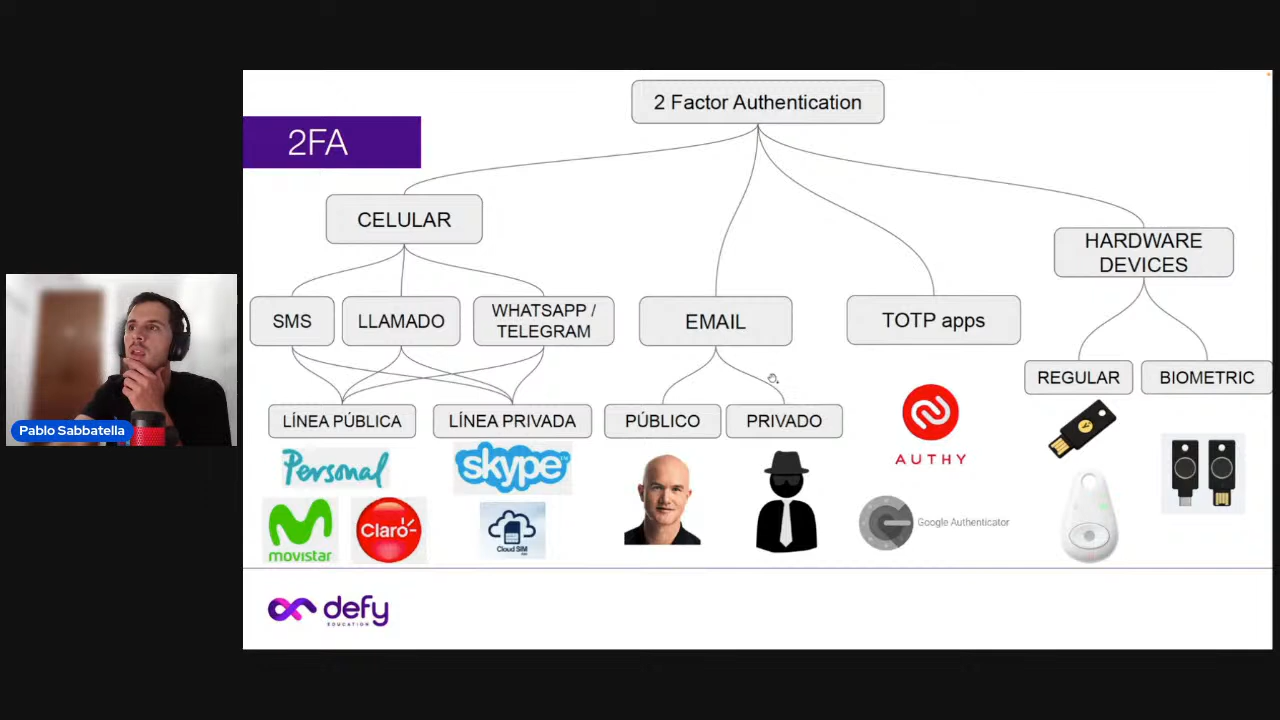 2 Factor Authentication
2FA
CELULAR
HARDWARE
DEVICES
SMS
LLAMADO
WHATSAPP /
TELEGRAM
EMAIL
TOTP apps
REGULAR
BIOMETRIC
LÍNEA PÚBLICA
LÍNEA PRIVADA
PÚBLICO
PRIVADO
Personal
skype
TM
AUTHY
movistar
Claro
Cloud SIM
Google Authenticator
Pablo Sabbatella
defy
EDUCATION